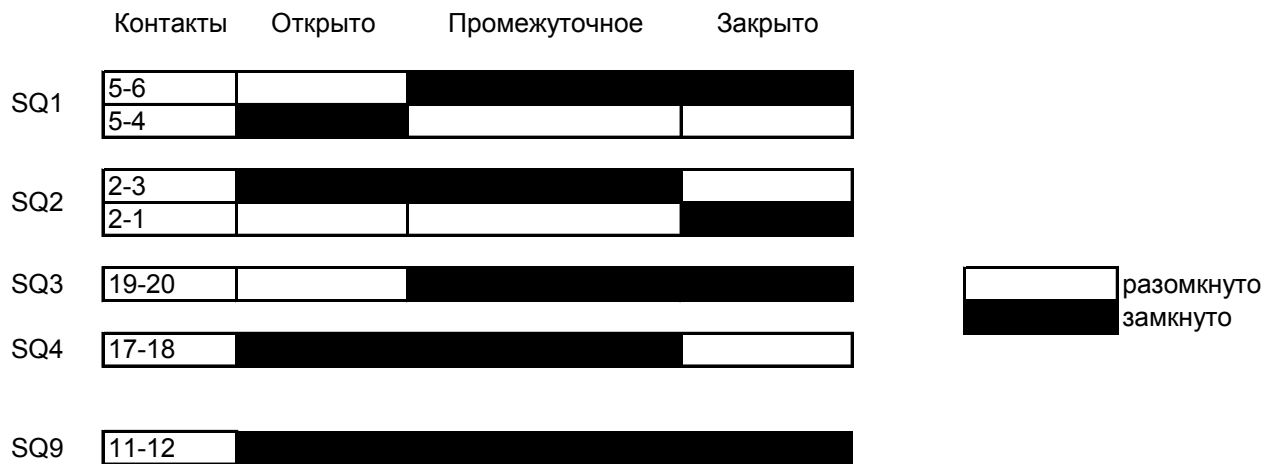 Контакты Открыто Промежуточное Закрыто
SQ1 5-6
5-4
SQ2 2-3
2-1
SQ3 19-20 разомкнуто
замкнуто
SQ4 17-18
SQ9 11-12